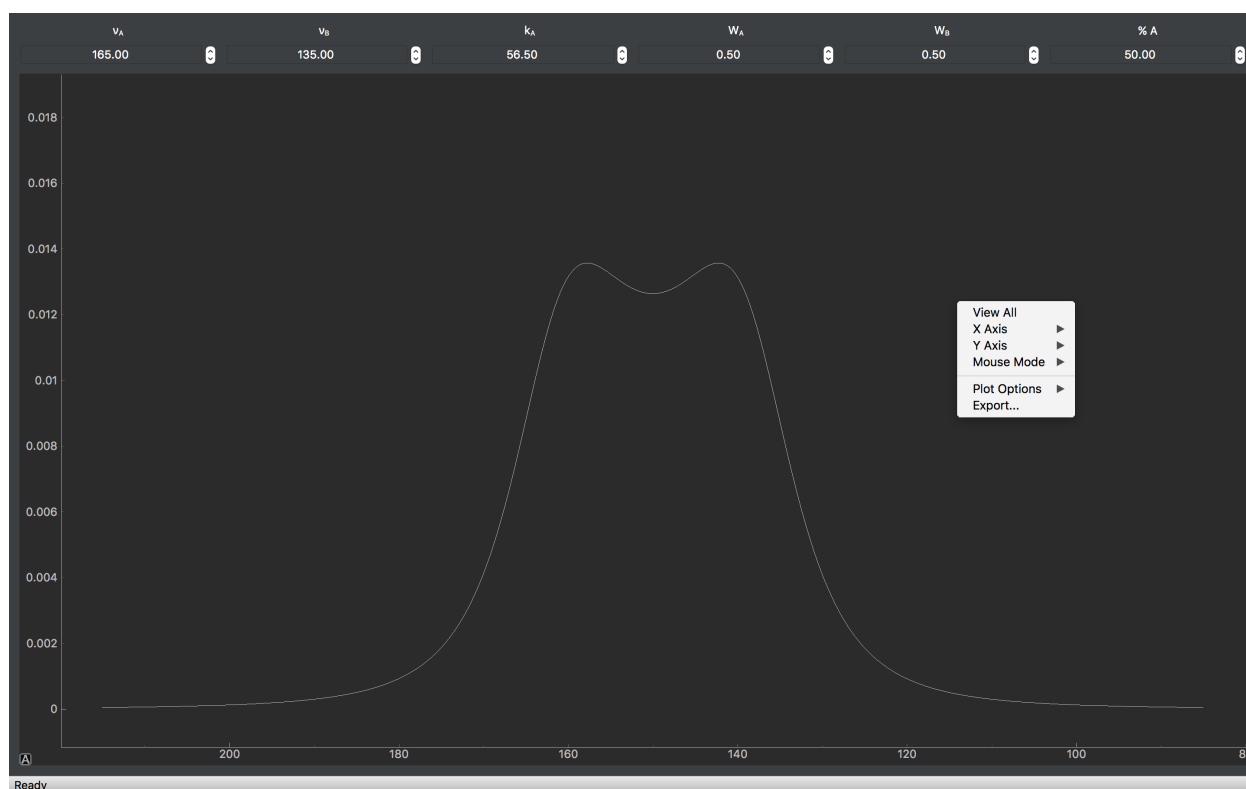 νA νB kA WA WB % A
165.00 135.00 56.50 0.50 0.50 50.00
0.018
0.016
0.014
0.012
0.01
0.008
0.006
0.004
0.002
0
View All
X Axis
Y Axis
Mouse Mode
Plot Options
Export...
200 180 160 140 120 100 8
A
Ready